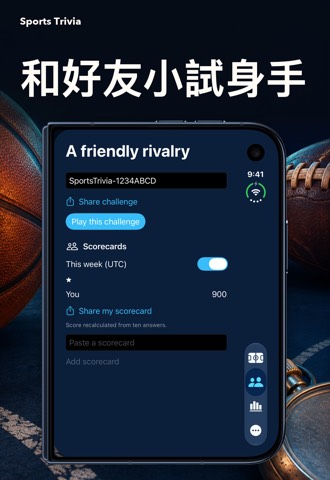 Sports Trivia
和好友小試身手
A friendly rivalry
9:41
SportsTrivia-1234ABCD
Share challenge
Play this challenge
Scorecards
This week (UTC)
You 900
Share my scorecard
Score recalculated from ten answers.
Paste a scorecard
Add scorecard